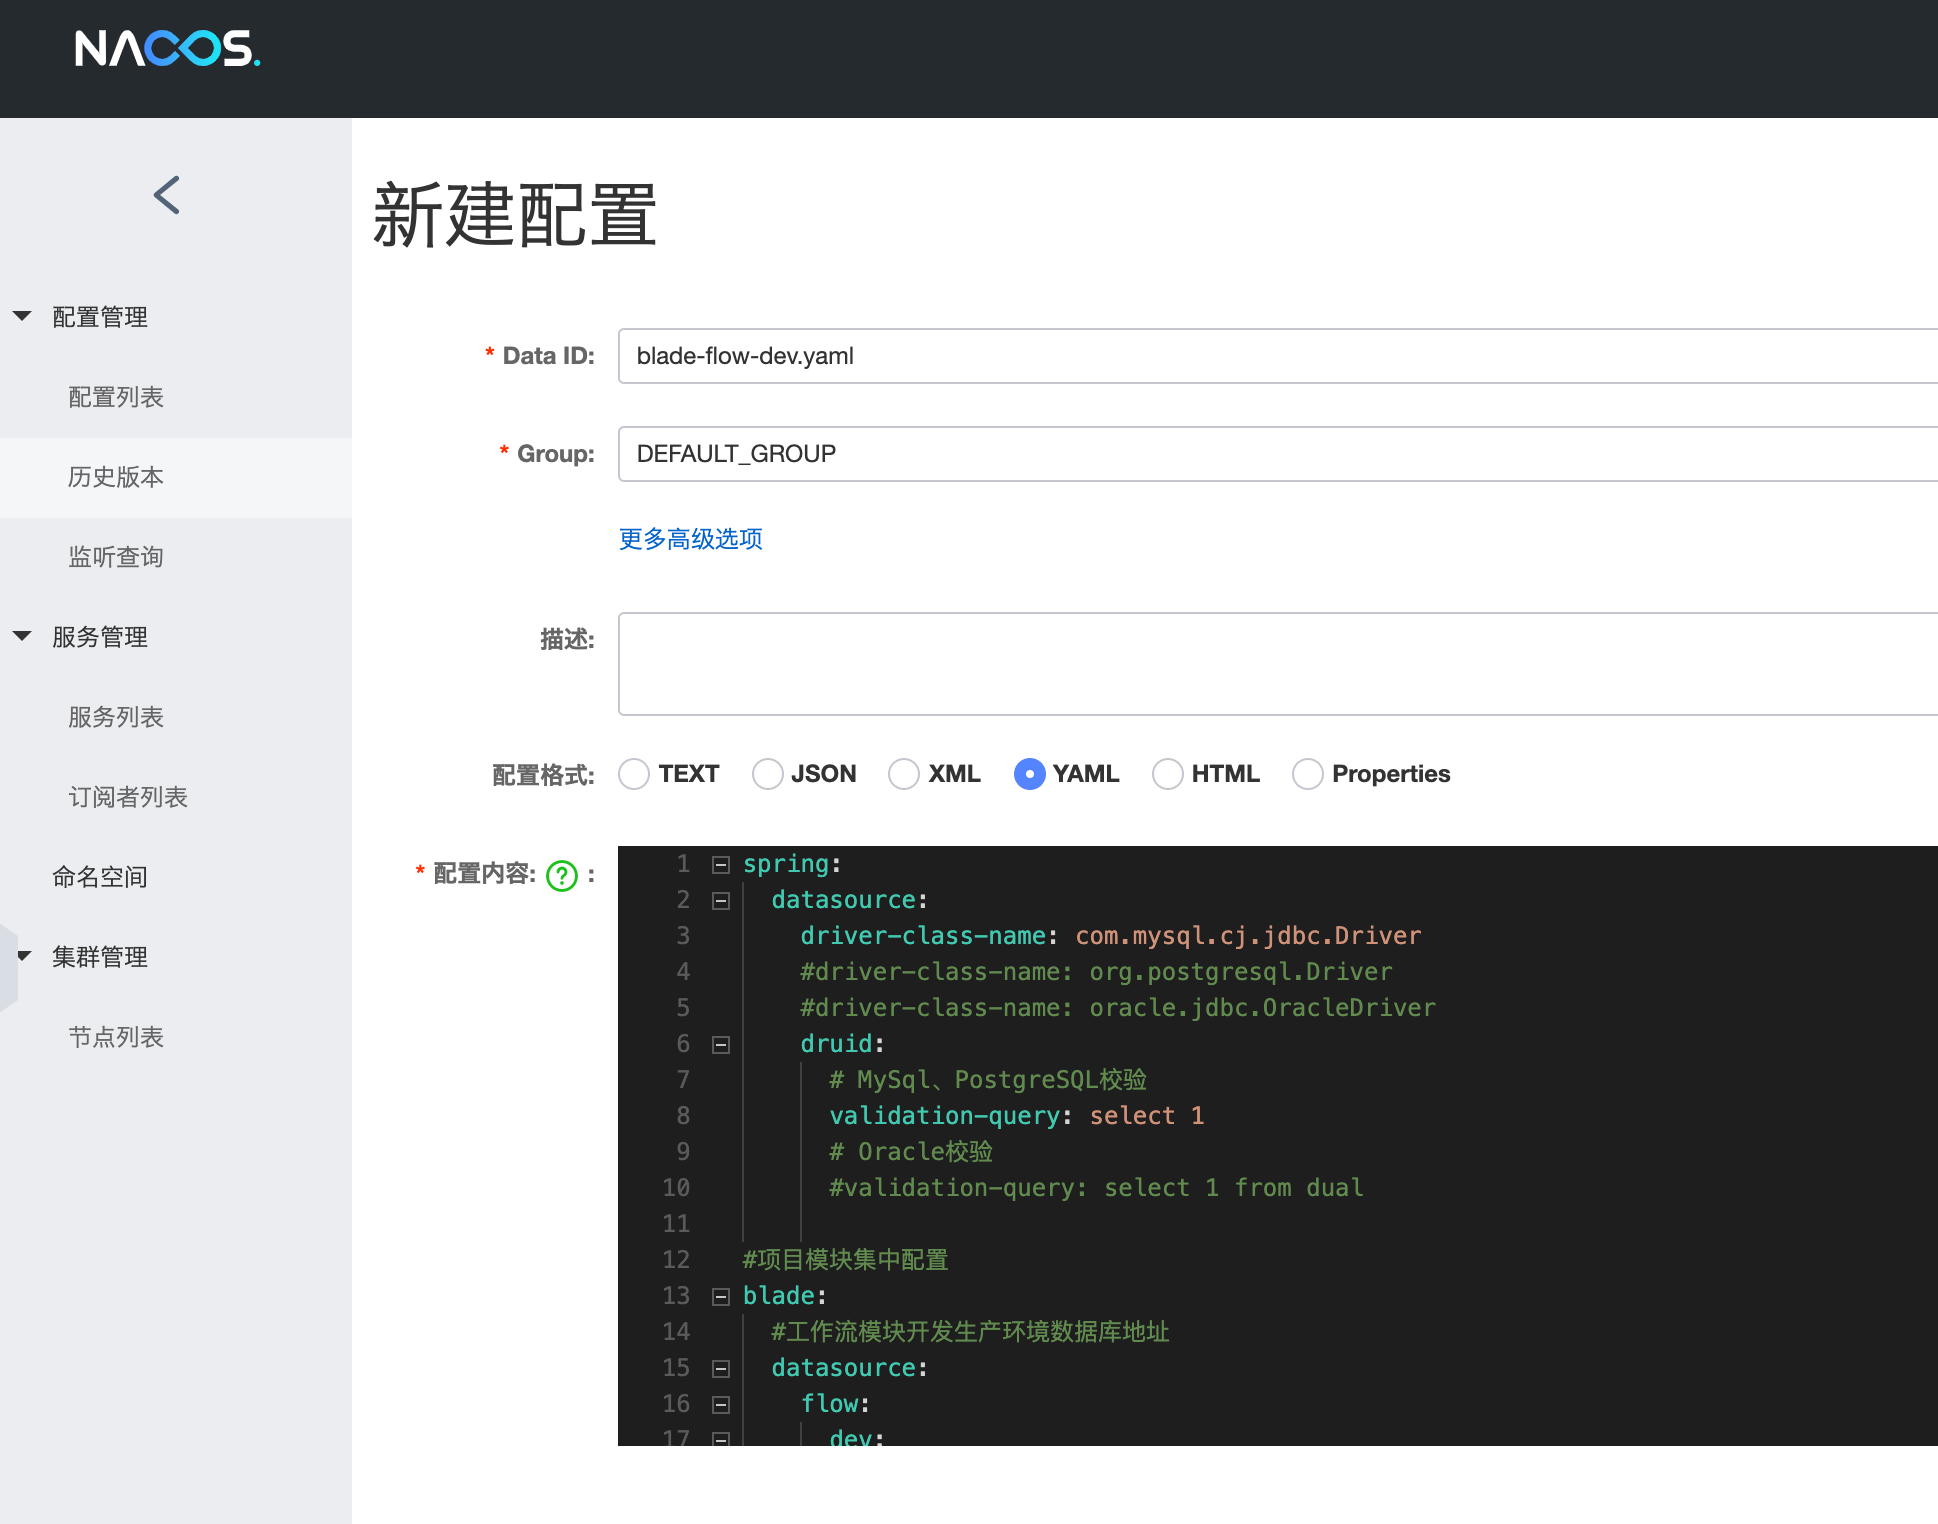 NACOS.
新建配置
配置管理
配置列表
历史版本
监听查询
服务管理
服务列表
订阅者列表
命名空间
集群管理
节点列表
* Data ID: blade-flow-dev.yaml
* Group: DEFAULT_GROUP
更多高级选项
描述:
配置格式: TEXT JSON XML YAML HTML Properties
* 配置内容: ? :
1 spring:
2 datasource:
3 driver-class-name: com.mysql.cj.jdbc.Driver
4 #driver-class-name: org.postgresql.Driver
5 #driver-class-name: oracle.jdbc.OracleDriver
6 druid:
7 # MySql、PostgreSQL校验
8 validation-query: select 1
9 # Oracle校验
10 #validation-query: select 1 from dual
11
12 #项目模块集中配置
13 blade:
14 #工作流模块开发生产环境数据库地址
15 datasource:
16 flow:
17 dev: